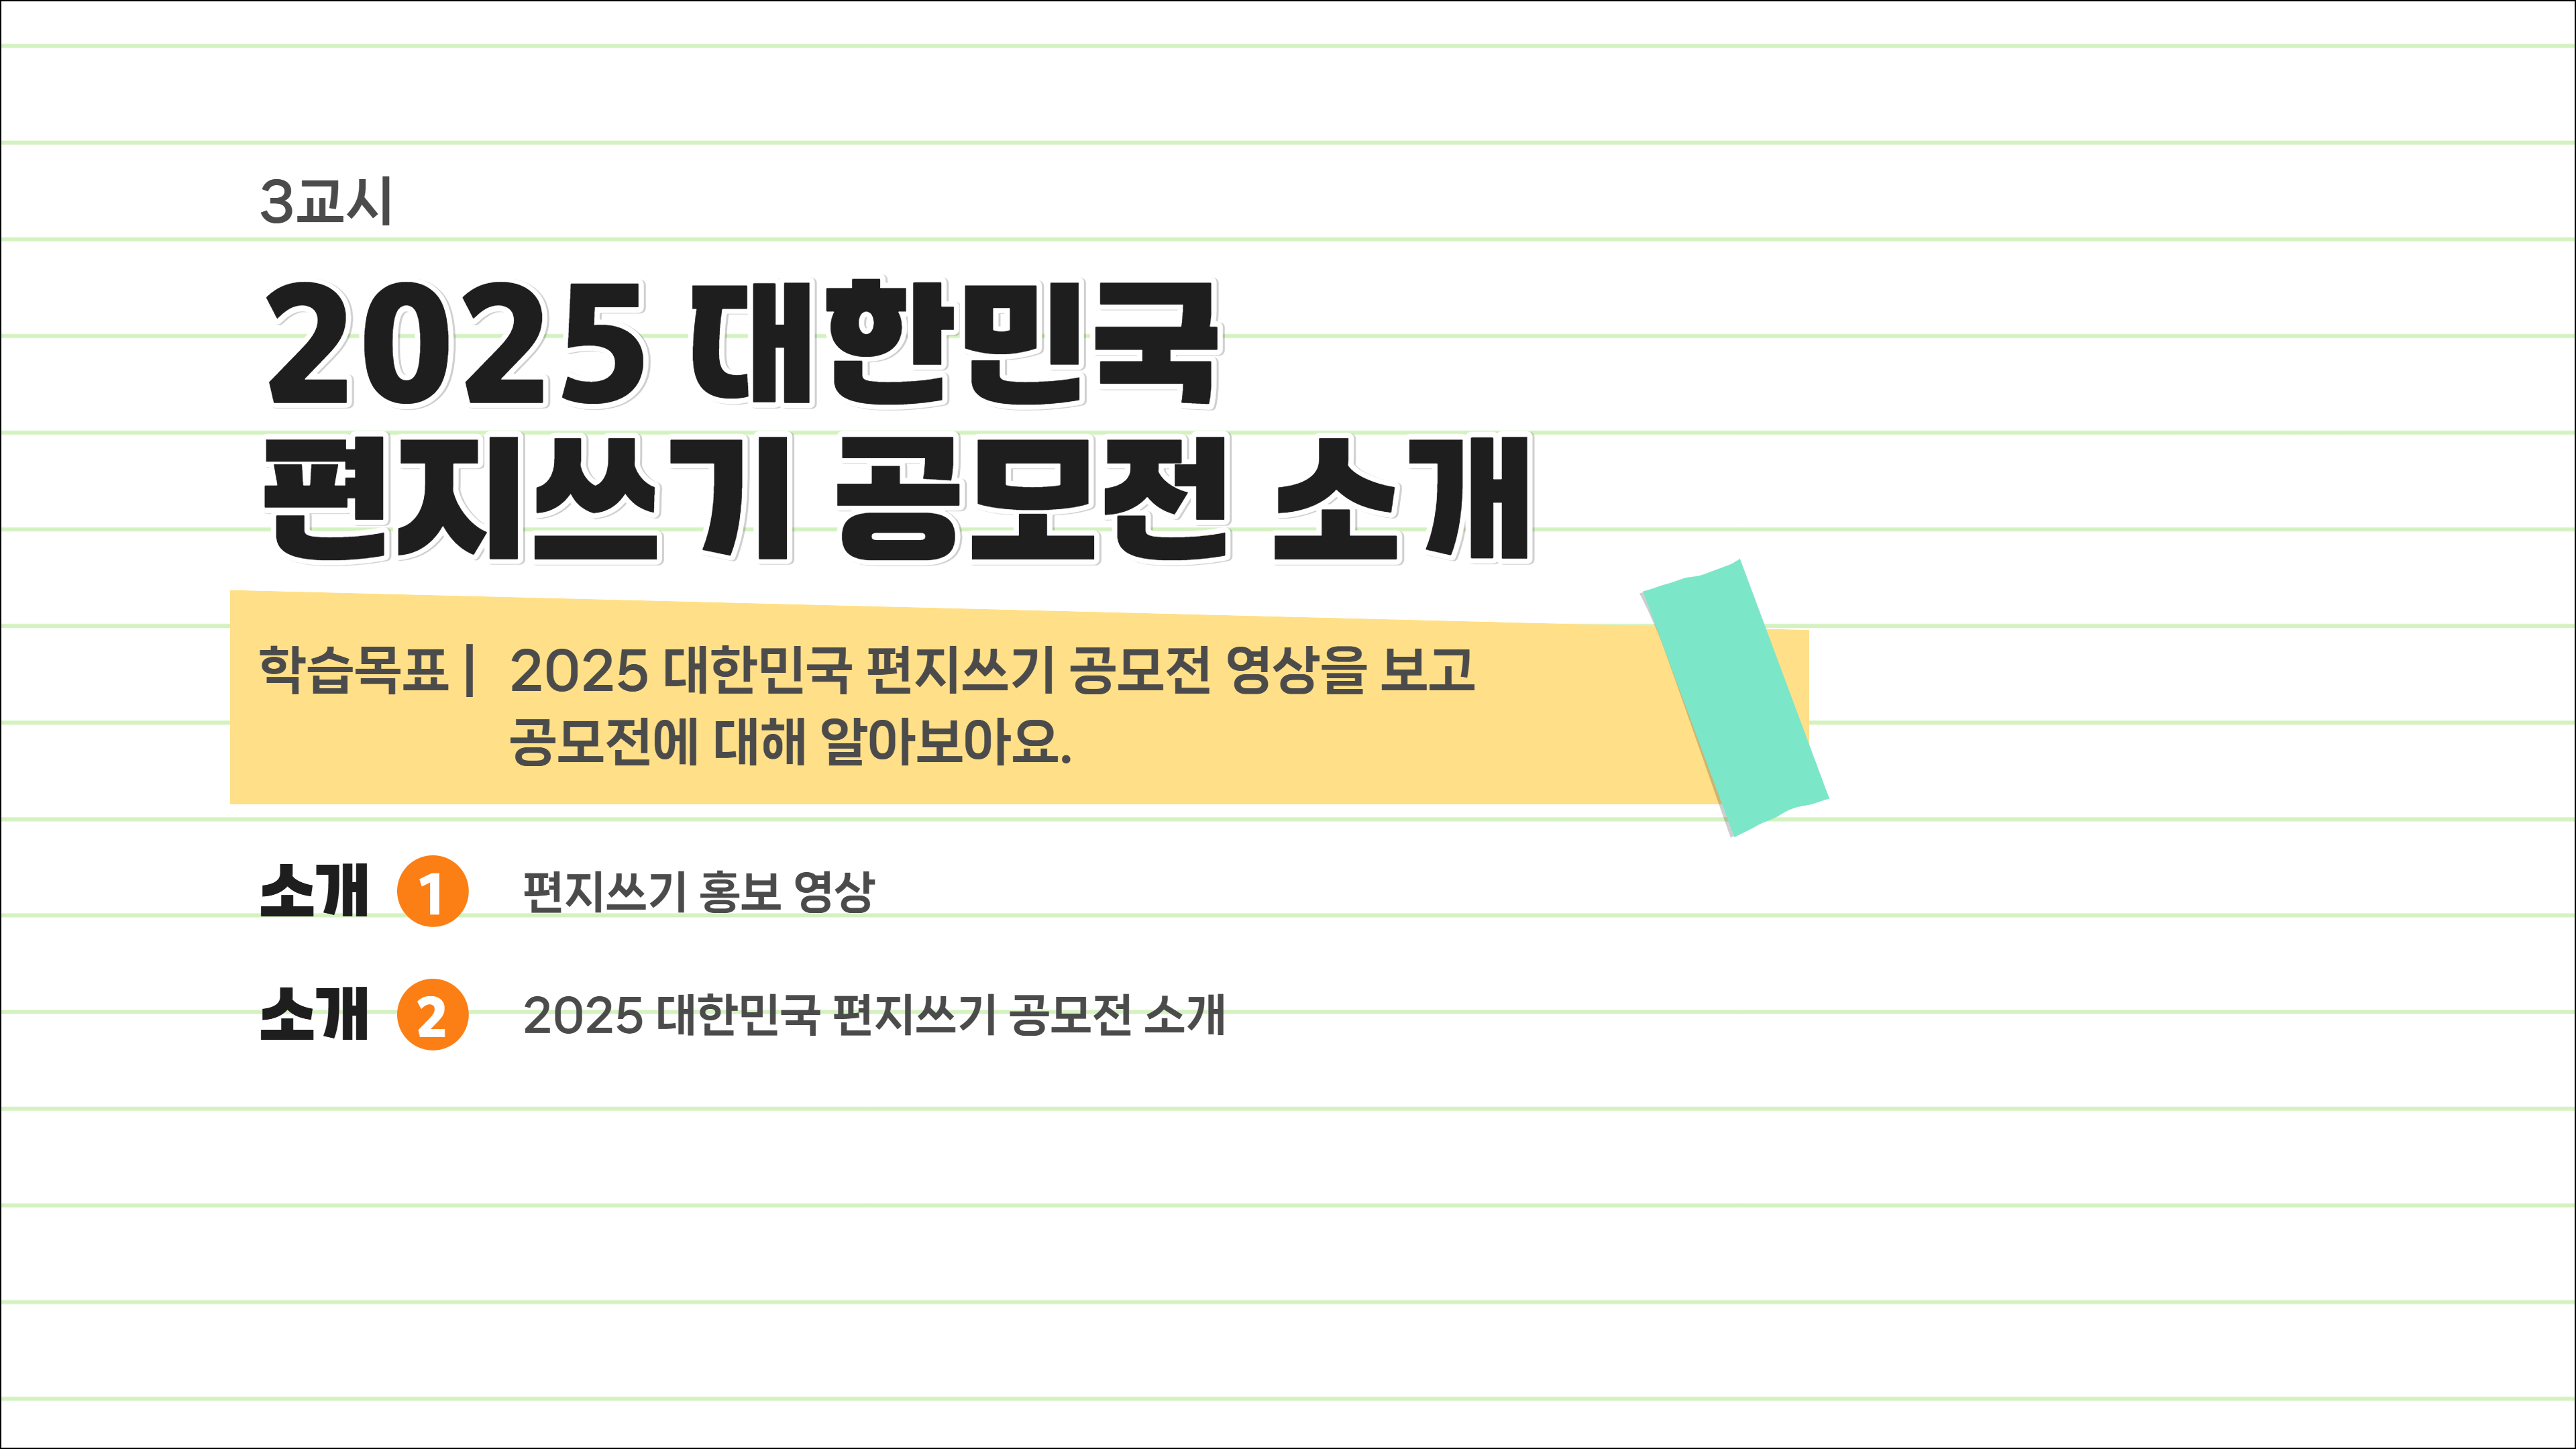 3교시
2025 대한민국
편지쓰기 공모전 소개
학습목표 | 2025 대한민국 편지쓰기 공모전 영상을 보고
공모전에 대해 알아보아요.
소개 1 편지쓰기 홍보 영상
소개 2 2025 대한민국 편지쓰기 공모전 소개